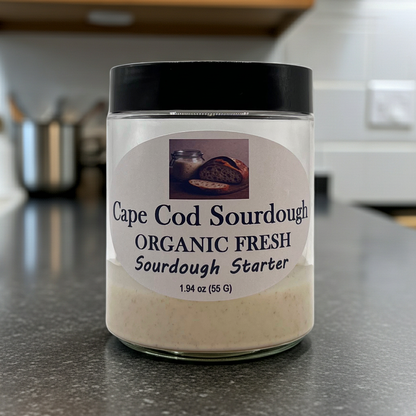 Cape Cod Sourdough
ORGANIC FRESH
Sourdough Starter
1.94 oz (55 G)